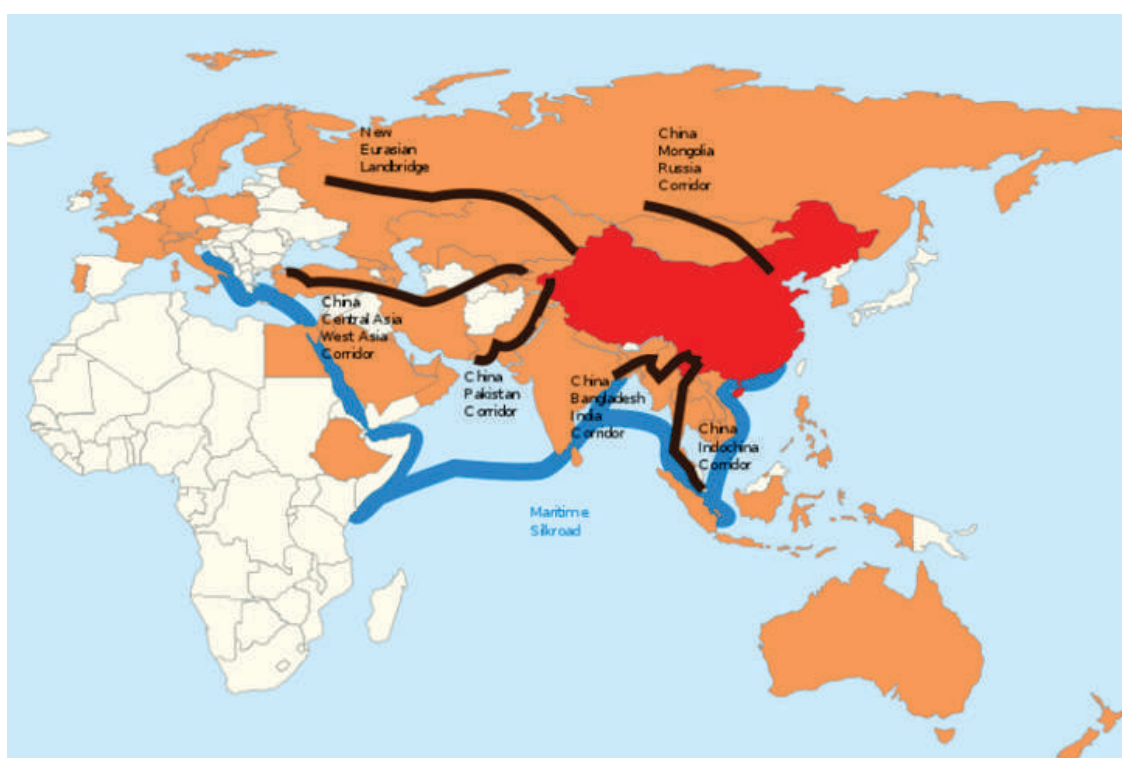 New
Eurasian
Landbridge
China
Mongolia
Russia
Corridor
China
Central Asia
West Asia
Corridor
China
Pakistan
Corridor
China
Bangladesh
India
Corridor
China
Indochina
Corridor
Maritime
Silkroad